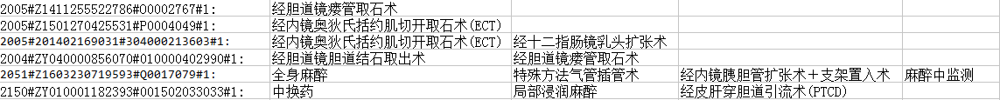 2005#Z1411255522786#O0002767#1: 经胆道镜瘘管取石术
2005#Z1501270425531#P0004049#1: 经内镜奥狄氏括约肌切开取石术(ECT)
2005#201402169031#304000213603#1: 经内镜奥狄氏括约肌切开取石术(ECT) 经十二指肠镜乳头扩张术
2004#ZY040000856070#010000402990#1: 经胆道镜胆道结石取出术 经胆道镜瘘管取石术
2051#Z1603230719593#Q0017079#1: 全身麻醉 特殊方法气管插管术 经内镜胰胆管扩张术＋支架置入术 麻醉中监测
2150#ZY010001182393#001502033033#1: 中换药 局部浸润麻醉 经皮肝穿胆道引流术(PTCD)